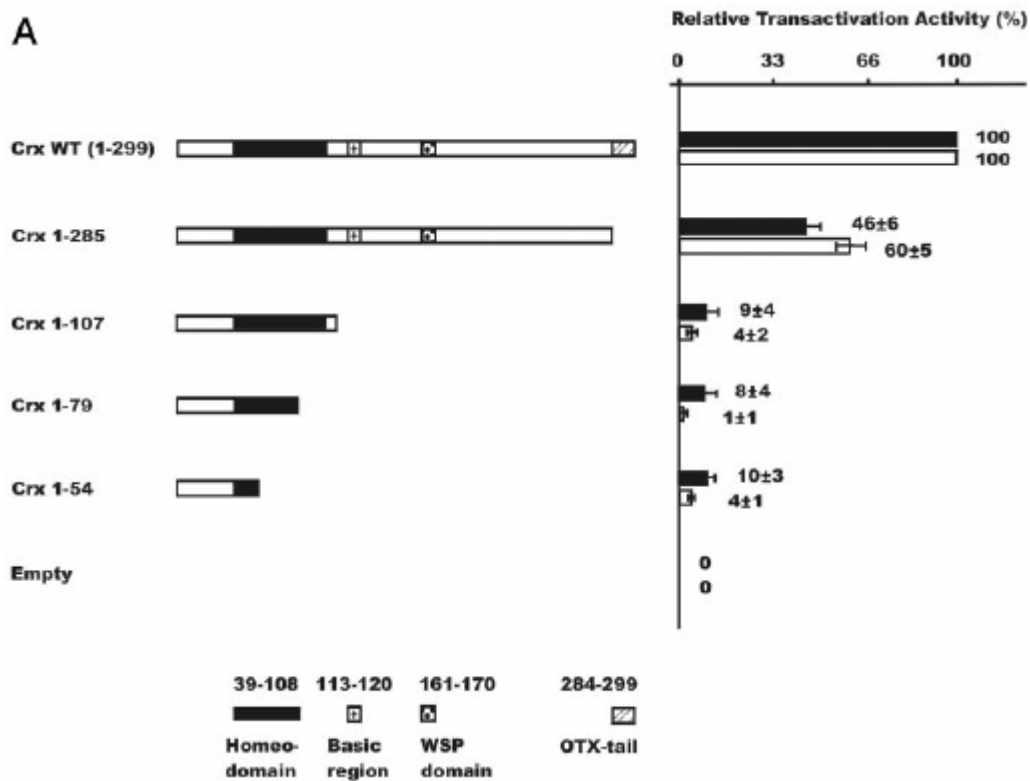 A
Relative Transactivation Activity (%)
0 33 66 100
Crx WT (1-299)
100
100
Crx 1-285
46±6
60±5
Crx 1-107
9±4
4±2
Crx 1-79
8±4
1±1
Crx 1-54
10±3
4±1
Empty
0
0
39-108 113-120 161-170 284-299
Homeo- Basic WSP OTX-tail
domain region domain